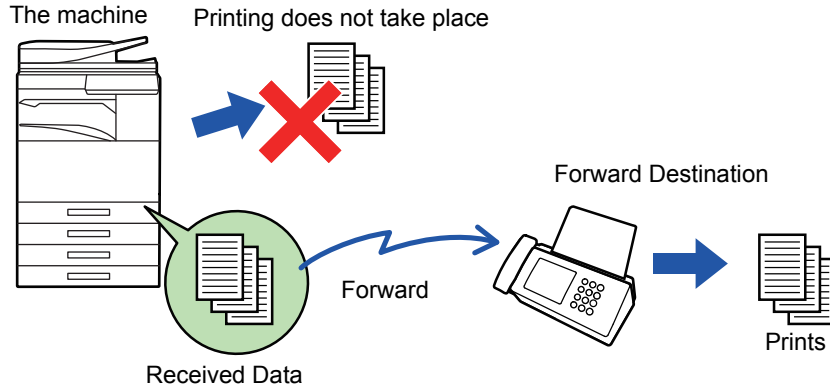 The machine
Printing does not take place
Forward Destination
Forward
Prints
Received Data